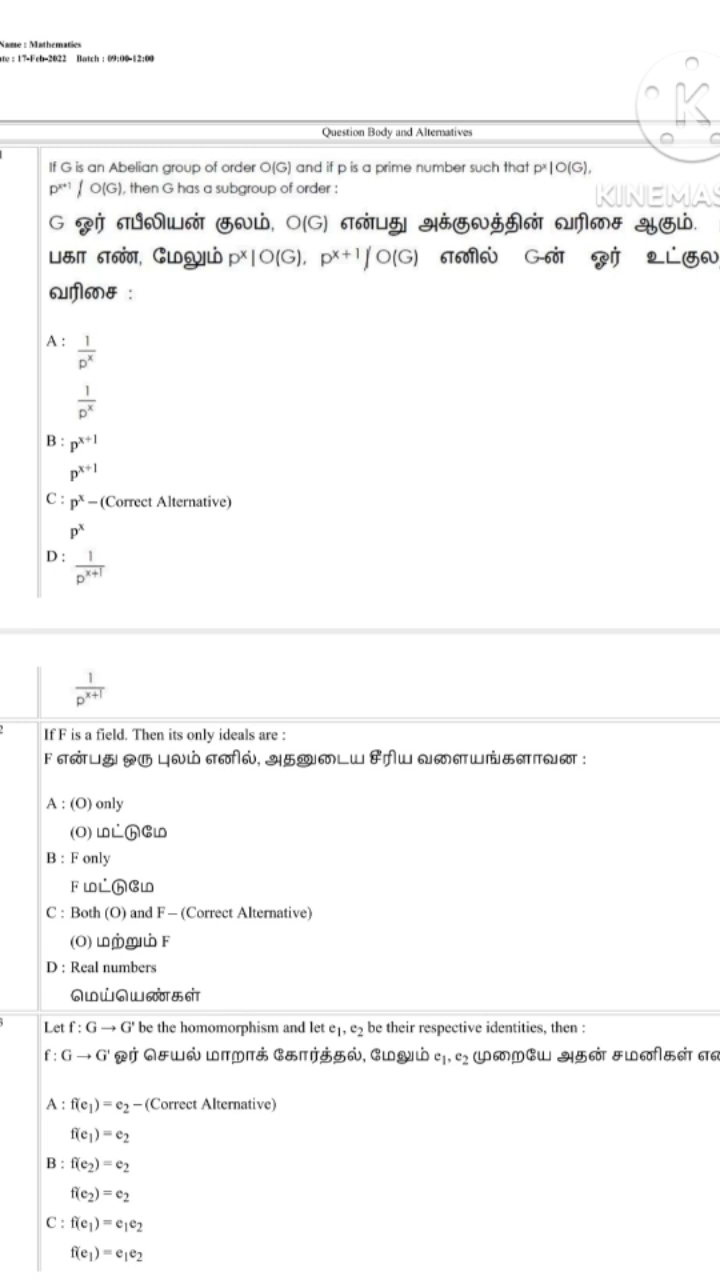 Name : Mathematics
te : 17-Feb-2022 Batch : 09:00-12:00
K
KINEMAS
Question Body and Alternatives
1
If G is an Abelian group of order O(G) and if p is a prime number such that pˣ | O(G),
pˣ⁺¹ ∤ O(G), then G has a subgroup of order :
G ஓர் எபீலியன் குலம், O(G) என்பது அக்குலத்தின் வரிசை ஆகும்.
பகா எண், மேலும் pˣ | O(G), pˣ⁺¹ ∤ O(G) எனில் G-ன் ஓர் உட்குல
வரிசை :
A : 1/pˣ
1/pˣ
B : pˣ⁺¹
pˣ⁺¹
C : pˣ – (Correct Alternative)
pˣ
D : 1/pˣ⁺¹
1/pˣ⁺¹
2
If F is a field. Then its only ideals are :
F என்பது ஒரு புலம் எனில், அதனுடைய சீரிய வளையங்களாவன :
A : (O) only
(O) மட்டுமே
B : F only
F மட்டுமே
C : Both (O) and F – (Correct Alternative)
(O) மற்றும் F
D : Real numbers
மெய்யெண்கள்
3
Let f : G → G' be the homomorphism and let e₁, e₂ be their respective identities, then :
f : G → G' ஓர் செயல் மாறாக் கோர்த்தல், மேலும் e₁, e₂ முறையே அதன் சமனிகள் என
A : f(e₁) = e₂ – (Correct Alternative)
f(e₁) = e₂
B : f(e₂) = e₂
f(e₂) = e₂
C : f(e₁) = e₁e₂
f(e₁) = e₁e₂